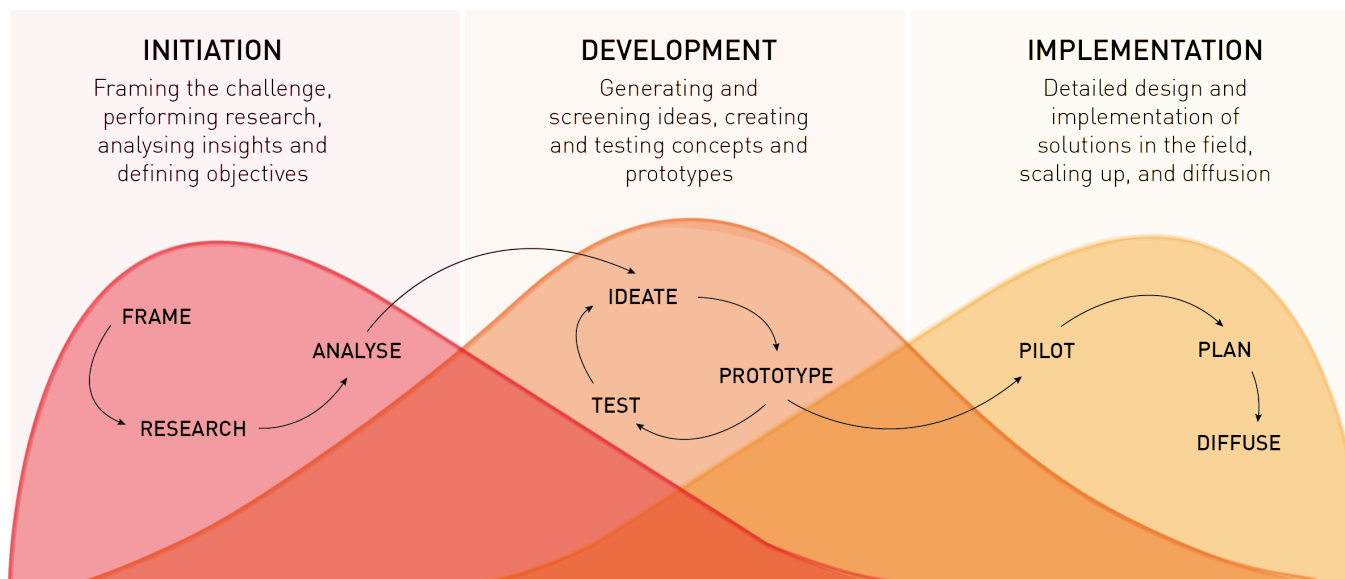 INITIATION
Framing the challenge,
performing research,
analysing insights and
defining objectives
DEVELOPMENT
Generating and
screening ideas, creating
and testing concepts and
prototypes
IMPLEMENTATION
Detailed design and
implementation of
solutions in the field,
scaling up, and diffusion
FRAME
RESEARCH
ANALYSE
IDEATE
PROTOTYPE
TEST
PILOT
PLAN
DIFFUSE